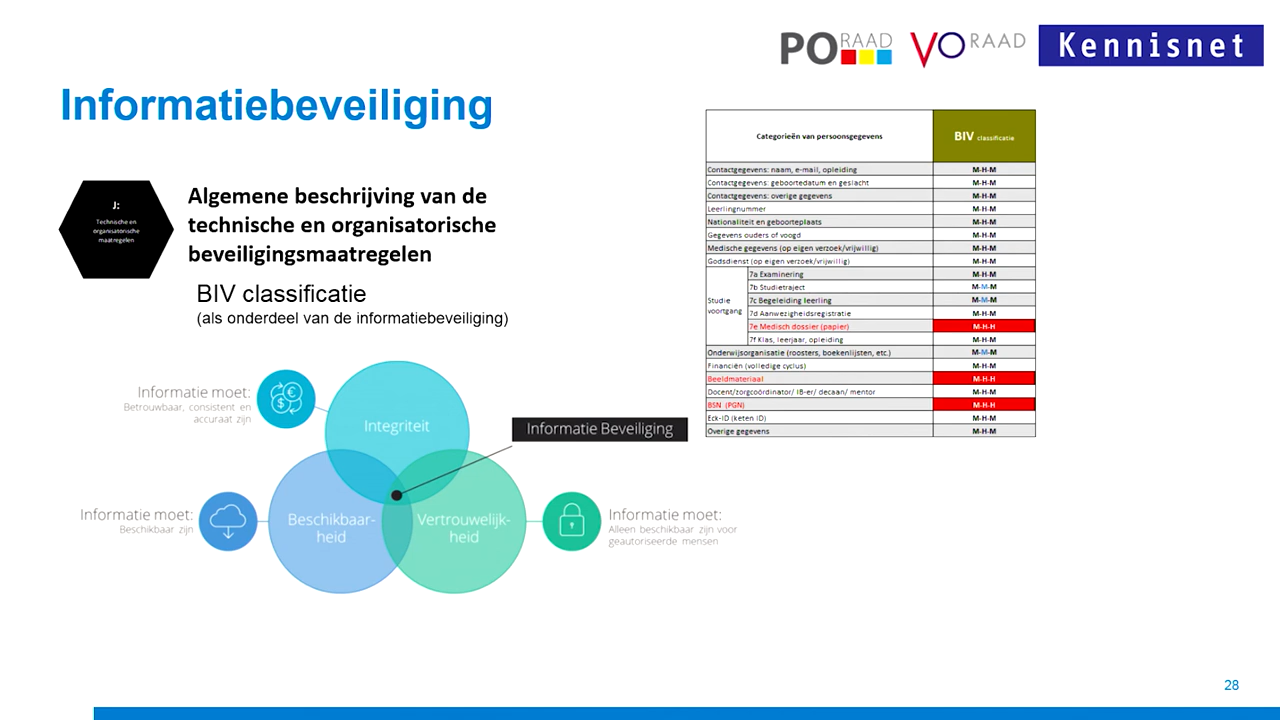 PO RAAD VO RAAD Kennisnet
Informatiebeveiliging
J:
Technische en
organisatorische
maatregelen
Algemene beschrijving van de
technische en organisatorische
beveiligingsmaatregelen
BIV classificatie
(als onderdeel van de informatiebeveiliging)
Informatie moet:
Betrouwbaar, consistent en
accuraat zijn
Integriteit
Informatie Beveiliging
Informatie moet:
Beschikbaar zijn
Beschikbaar-
heid
Vertrouwelijk-
heid
Informatie moet:
Alleen beschikbaar zijn voor
geautoriseerde mensen
Categorieën van persoonsgegevens BIV classificatie
Contactgegevens: naam, e-mail, opleiding M-H-M
Contactgegevens: geboortedatum en geslacht M-H-M
Contactgegevens: overige gegevens M-H-M
Leerlingnummer M-H-M
Nationaliteit en geboorteplaats M-H-M
Gegevens ouders of voogd M-H-M
Medische gegevens (op eigen verzoek/vrijwillig) M-H-M
Godsdienst (op eigen verzoek/vrijwillig) M-H-M
Studie
voortgang
7a Examinering M-H-M
7b Studietraject M-M-M
7c Begeleiding leerling M-M-M
7d Aanwezigheidsregistratie M-H-M
7e Medisch dossier (papier) M-H-H
7f Klas, leerjaar, opleiding M-H-M
Onderwijsorganisatie (roosters, boekenlijsten, etc.) M-M-M
Financiën (volledige cyclus) M-H-M
Beeldmateriaal M-H-H
Docent/zorgcoördinator/ IB-er/ decaan/ mentor M-H-M
BSN (PGN) M-H-H
Eck-ID (keten ID) M-H-M
Overige gegevens M-H-M
28